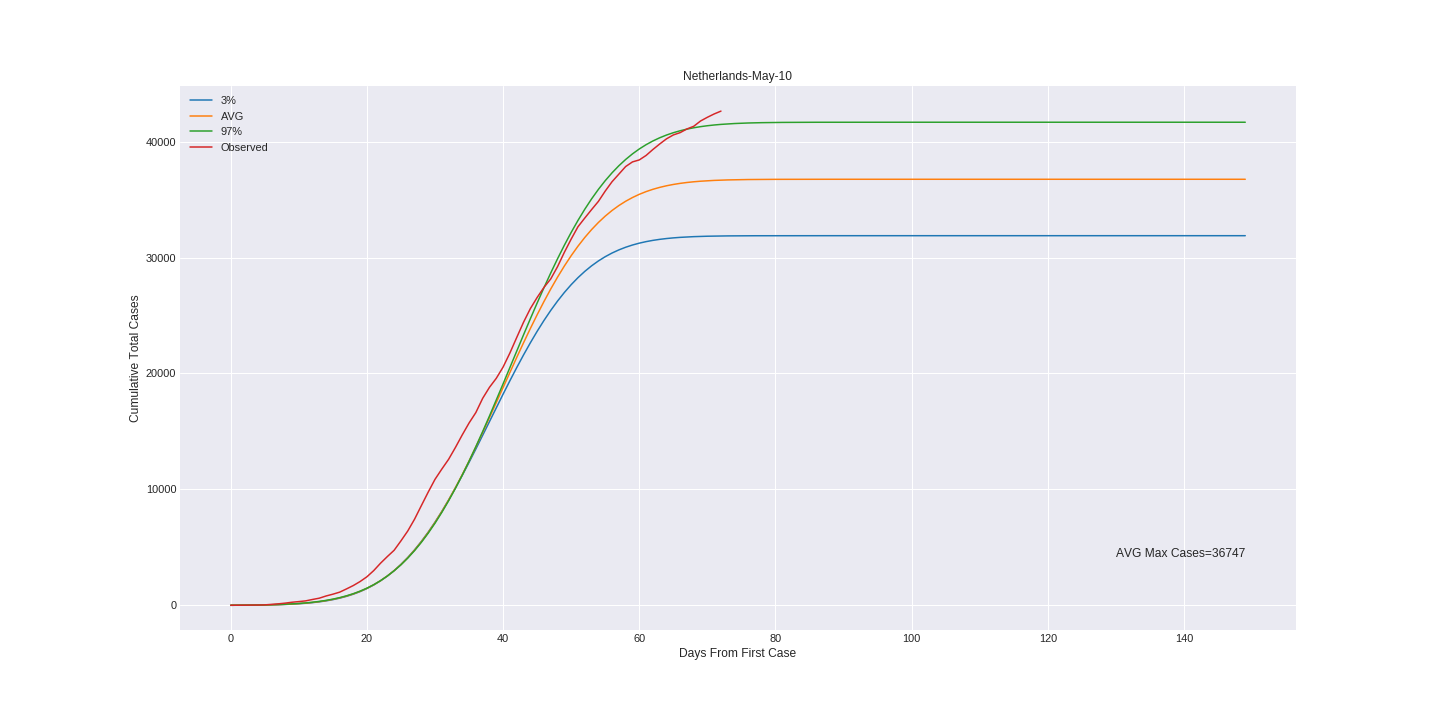 Netherlands-May-10
3%
AVG
97%
Observed
40000
30000
20000
10000
0
Cumulative Total Cases
AVG Max Cases=36747
0 20 40 60 80 100 120 140
Days From First Case